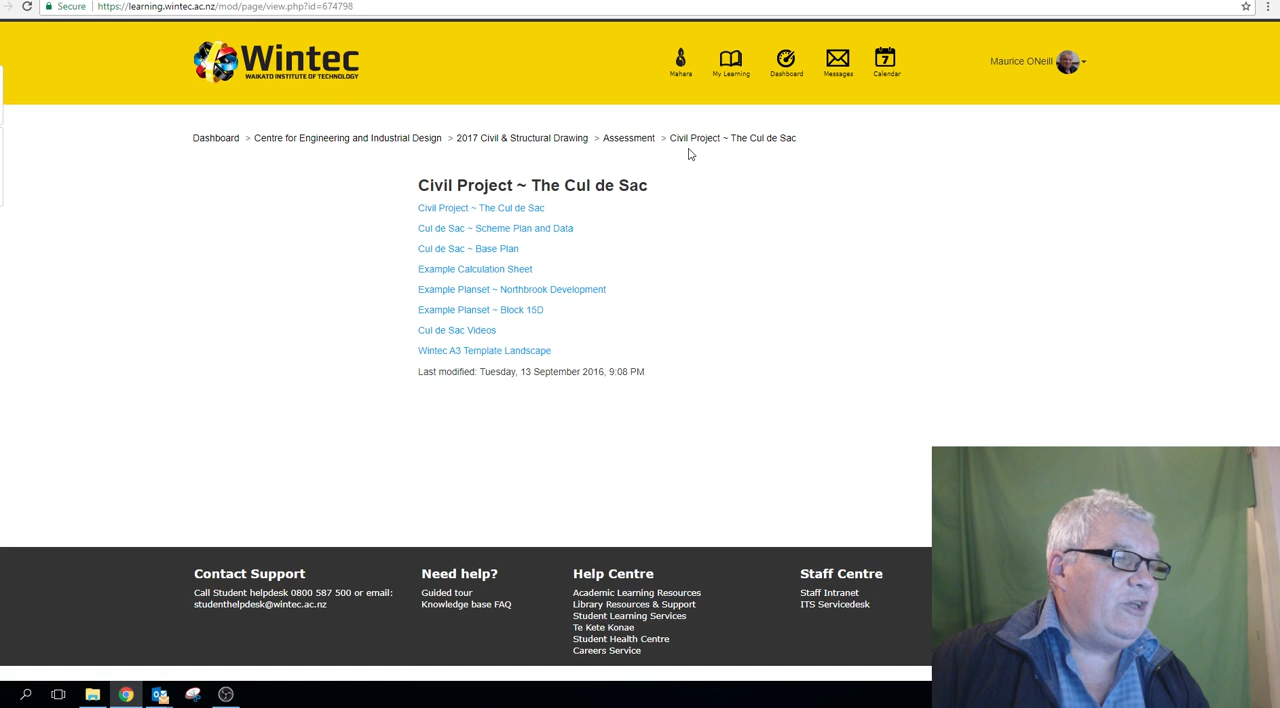 Secure https://learning.wintec.ac.nz/mod/page/view.php?id=674798
Wintec
WAIKATO INSTITUTE OF TECHNOLOGY
Mahara
My Learning
Dashboard
Messages
7
Calendar
Maurice ONeill
Dashboard > Centre for Engineering and Industrial Design > 2017 Civil & Structural Drawing > Assessment > Civil Project ~ The Cul de Sac
Civil Project ~ The Cul de Sac
Civil Project ~ The Cul de Sac
Cul de Sac ~ Scheme Plan and Data
Cul de Sac ~ Base Plan
Example Calculation Sheet
Example Planset ~ Northbrook Development
Example Planset ~ Block 15D
Cul de Sac Videos
Wintec A3 Template Landscape
Last modified: Tuesday, 13 September 2016, 9:08 PM
Contact Support
Call Student helpdesk 0800 587 500 or email:
studenthelpdesk@wintec.ac.nz
Need help?
Guided tour
Knowledge base FAQ
Help Centre
Academic Learning Resources
Library Resources & Support
Student Learning Services
Te Kete Konae
Student Health Centre
Careers Service
Staff Centre
Staff Intranet
ITS Servicedesk